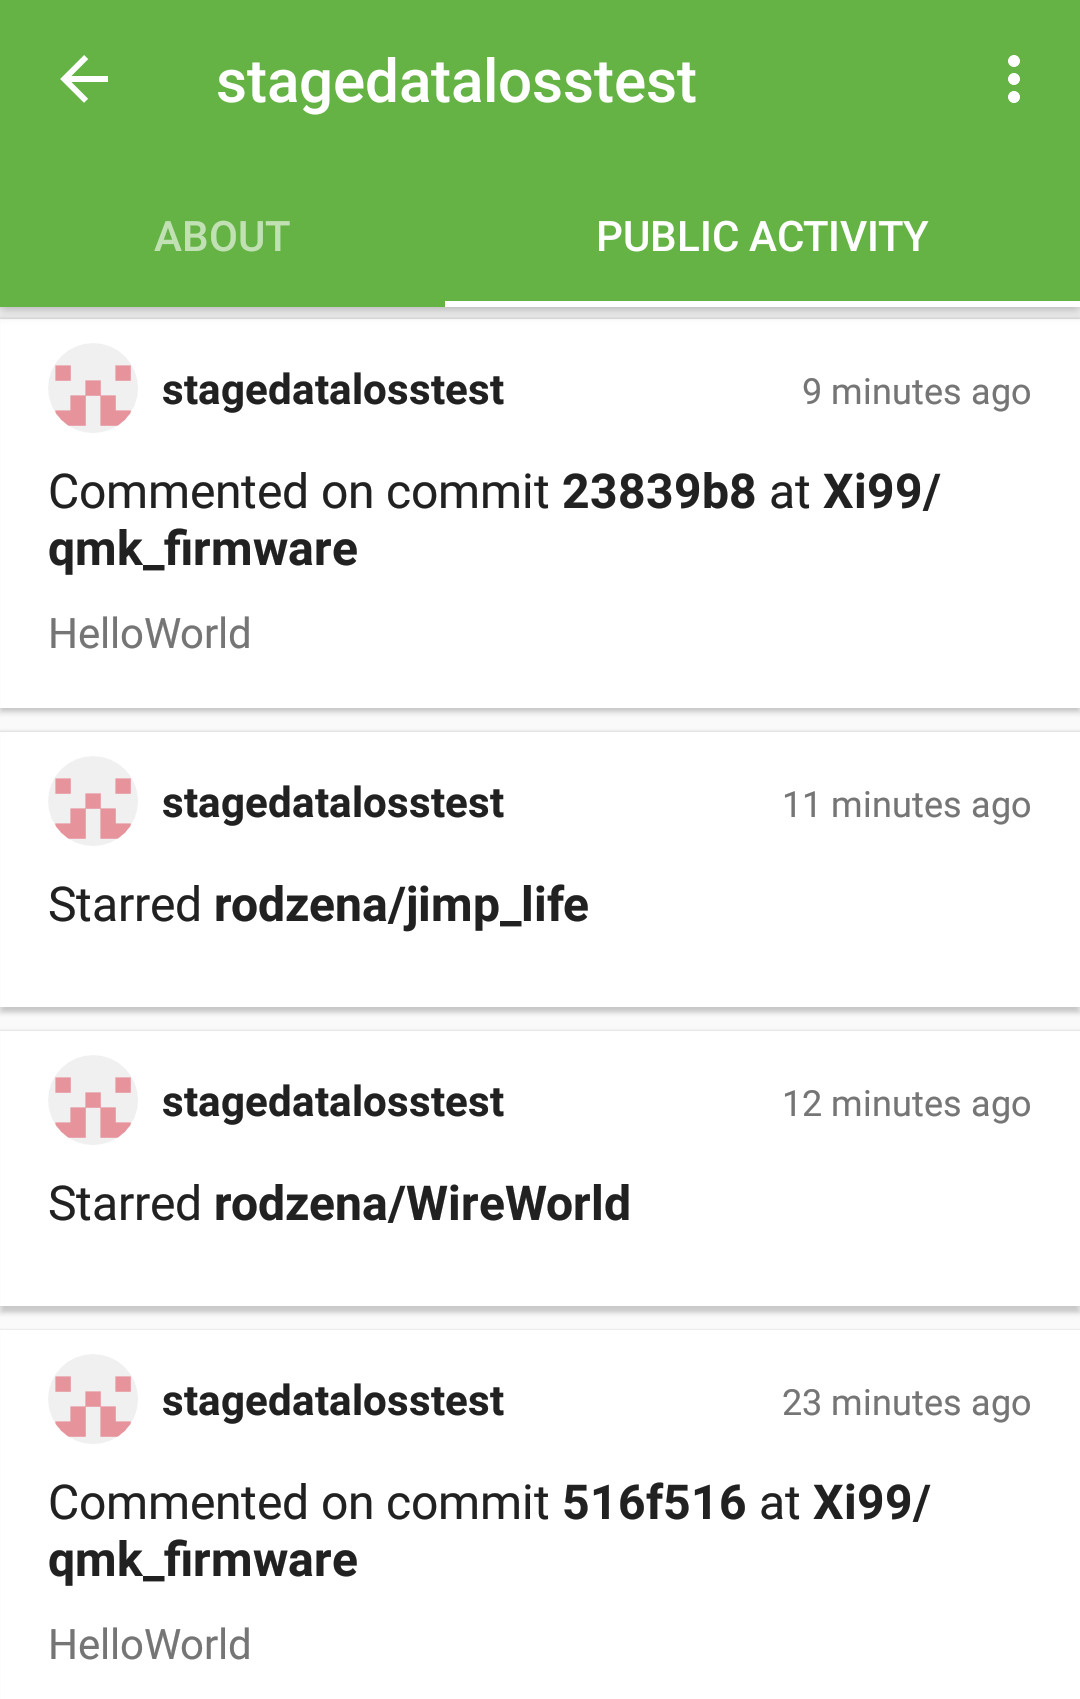 stagedatalosstest
ABOUT
PUBLIC ACTIVITY
stagedatalosstest
9 minutes ago
Commented on commit 23839b8 at Xi99/
qmk_firmware
HelloWorld
stagedatalosstest
11 minutes ago
Starred rodzena/jimp_life
stagedatalosstest
12 minutes ago
Starred rodzena/WireWorld
stagedatalosstest
23 minutes ago
Commented on commit 516f516 at Xi99/
qmk_firmware
HelloWorld